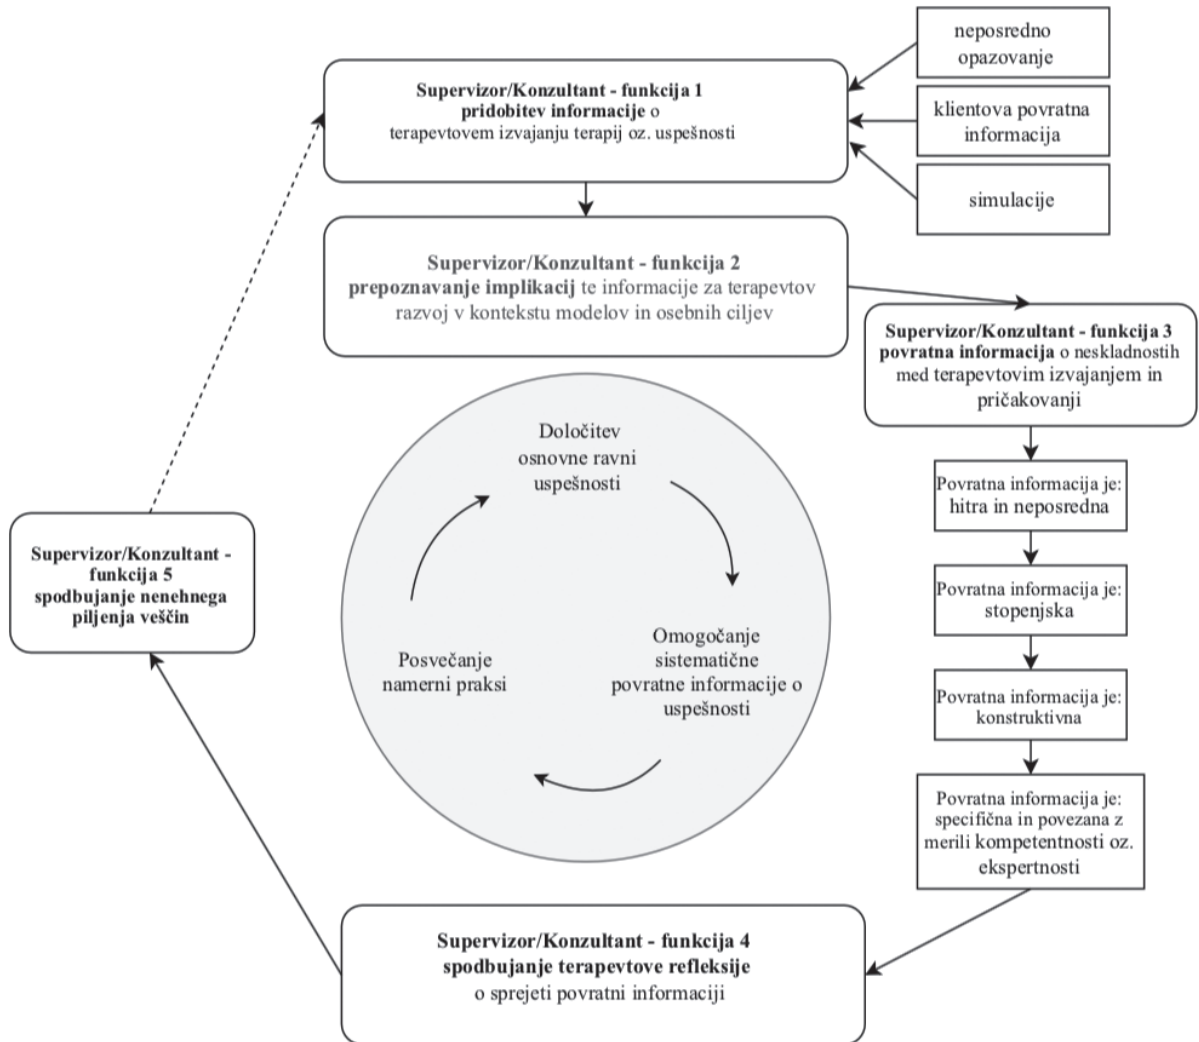 neposredno
opazovanje
klientova povratna
informacija
simulacije
Supervizor/Konzultant - funkcija 1
pridobitev informacije o
terapevtovem izvajanju terapij oz. uspešnosti
Supervizor/Konzultant - funkcija 2
prepoznavanje implikacij te informacije za terapevtov
razvoj v kontekstu modelov in osebnih ciljev
Supervizor/Konzultant - funkcija 3
povratna informacija o neskladnostih
med terapevtovim izvajanjem in
pričakovanji
Povratna informacija je:
hitra in neposredna
Povratna informacija je:
stopenjska
Povratna informacija je:
konstruktivna
Povratna informacija je:
specifična in povezana z
merili kompetentnosti oz.
ekspertnosti
Supervizor/Konzultant - funkcija 4
spodbujanje terapevtove refleksije
o sprejeti povratni informaciji
Supervizor/Konzultant -
funkcija 5
spodbujanje nenehnega
piljenja veščin
Določitev
osnovne ravni
uspešnosti
Omogočanje
sistematične
povratne informacije o
uspešnosti
Posvečanje
namerni praksi